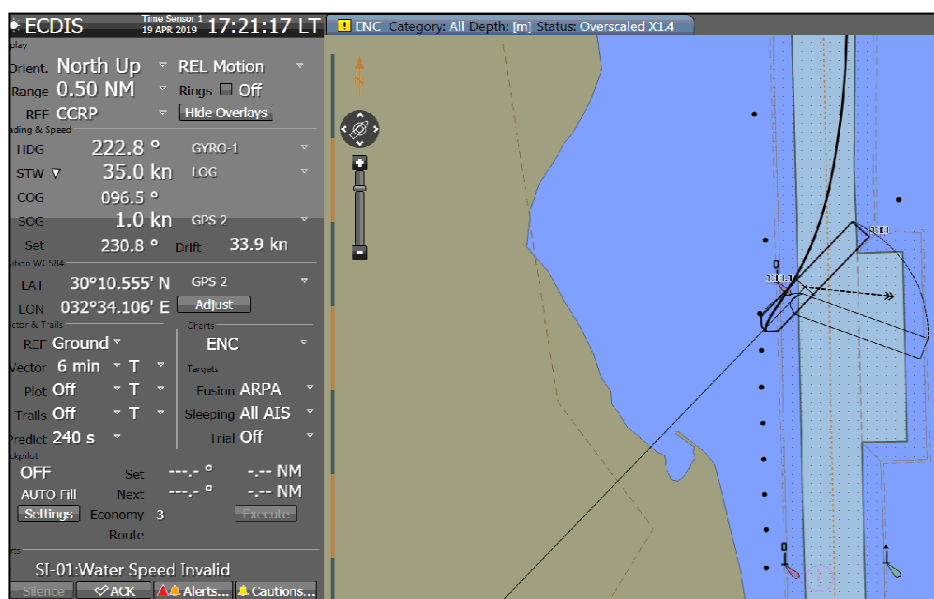 ECDIS Time Sensor 1 19 APR 2019 17:21:17 LT
ENC Category: All Depth: [m] Status: Overscaled X1.4
Orient. North Up REL Motion
Range 0.50 NM Rings Off
REF CCRP Hide Overlays
HDG 222.8 ° GYRO-1
STW 35.0 kn LOG
COG 096.5 °
SOG 1.0 kn GPS 2
Set 230.8 ° Drift 33.9 kn
LAT 30°10.555' N GPS 2
LON 032°34.106' E Adjust
Charts
REF Ground ENC
Vector 6 min T Targets
Plot Off T Fusion ARPA
Trails Off T Sleeping All AIS
Predict 240 s Trial Off
OFF Set ---.- ° -.-- NM
AUTO Fill Next ---.- ° -.-- NM
Settings Economy 3 Execute
Route
SI-01:Water Speed Invalid
Silence ACK Alerts... Cautions...